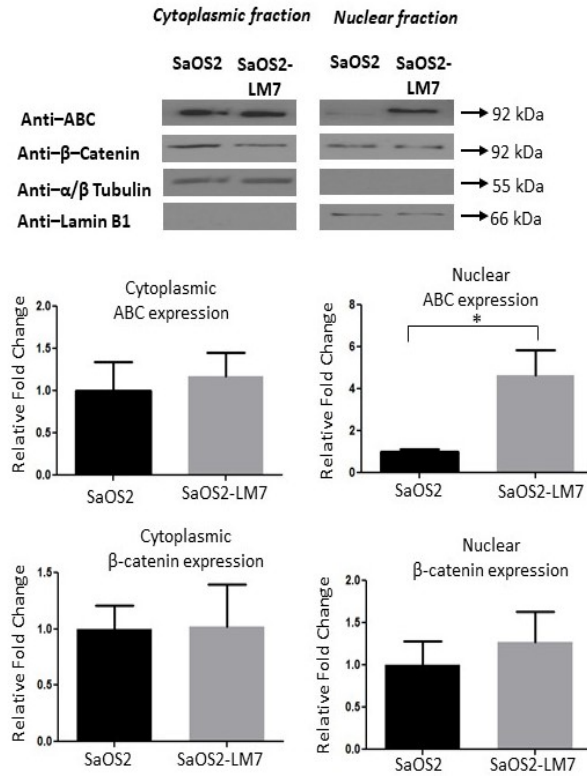 Cytoplasmic fraction
Nuclear fraction
SaOS2
SaOS2-
LM7
SaOS2
SaOS2-
LM7
Anti–ABC
92 kDa
Anti–β–Catenin
92 kDa
Anti–α/β Tubulin
55 kDa
Anti–Lamin B1
66 kDa
Cytoplasmic
ABC expression
Relative Fold Change
2.0
1.5
1.0
0.5
0.0
SaOS2
SaOS2-LM7
Nuclear
ABC expression
*
Relative Fold Change
8
6
4
2
0
SaOS2
SaOS2-LM7
Cytoplasmic
β-catenin expression
Relative Fold Change
1.5
1.0
0.5
0.0
SaOS2
SaOS2-LM7
Nuclear
β-catenin expression
Relative Fold Change
2.0
1.5
1.0
0.5
0.0
SaOS2
SaOS2-LM7